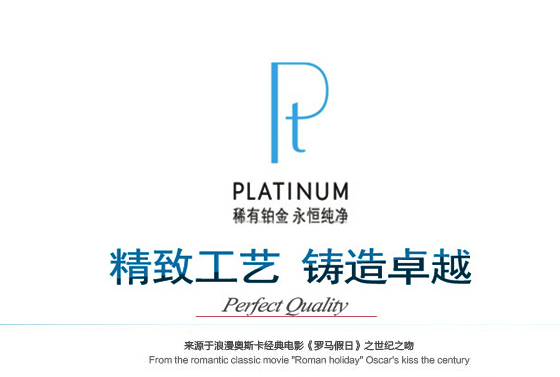 Pt
PLATINUM
稀有铂金 永恒纯净
精致工艺 铸造卓越
Perfect Quality
来源于浪漫奥斯卡经典电影《罗马假日》之世纪之吻
From the romantic classic movie "Roman holiday" Oscar's kiss the century